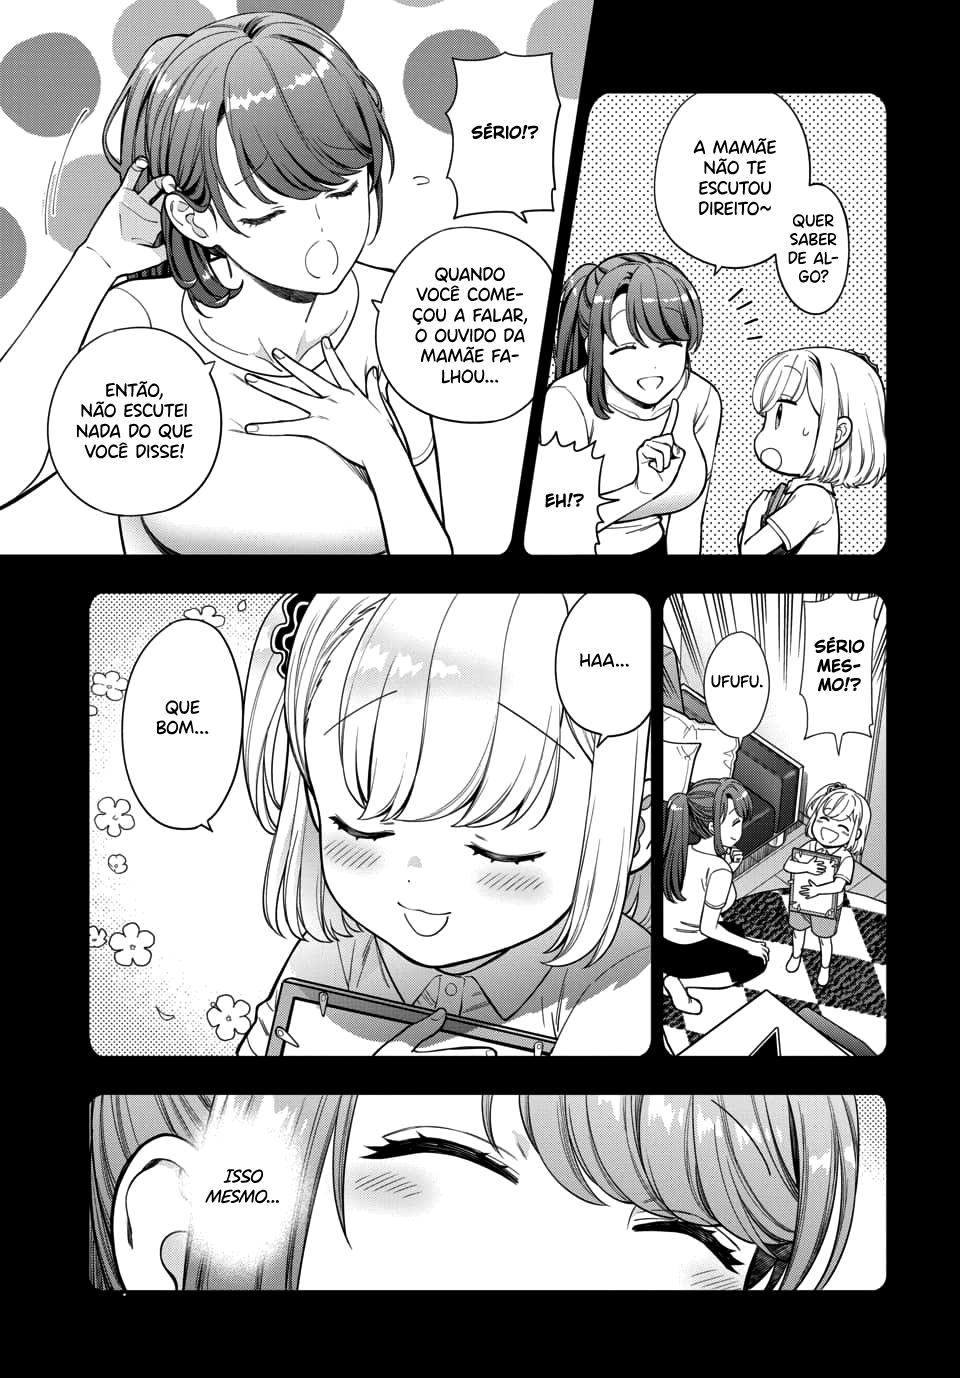 A MAMÃE
NÃO TE
ESCUTOU
DIREITO~
QUER
SABER
DE AL-
GO?
EH!?
SÉRIO!?
QUANDO
VOCÊ COME-
ÇOU A FALAR,
O OUVIDO DA
MAMÃE FA-
LHOU...
ENTÃO,
NÃO ESCUTEI
NADA DO QUE
VOCÊ DISSE!
SÉRIO
MES-
MO!?
UFUFU.
HAA...
QUE
BOM...
ISSO
MESMO...